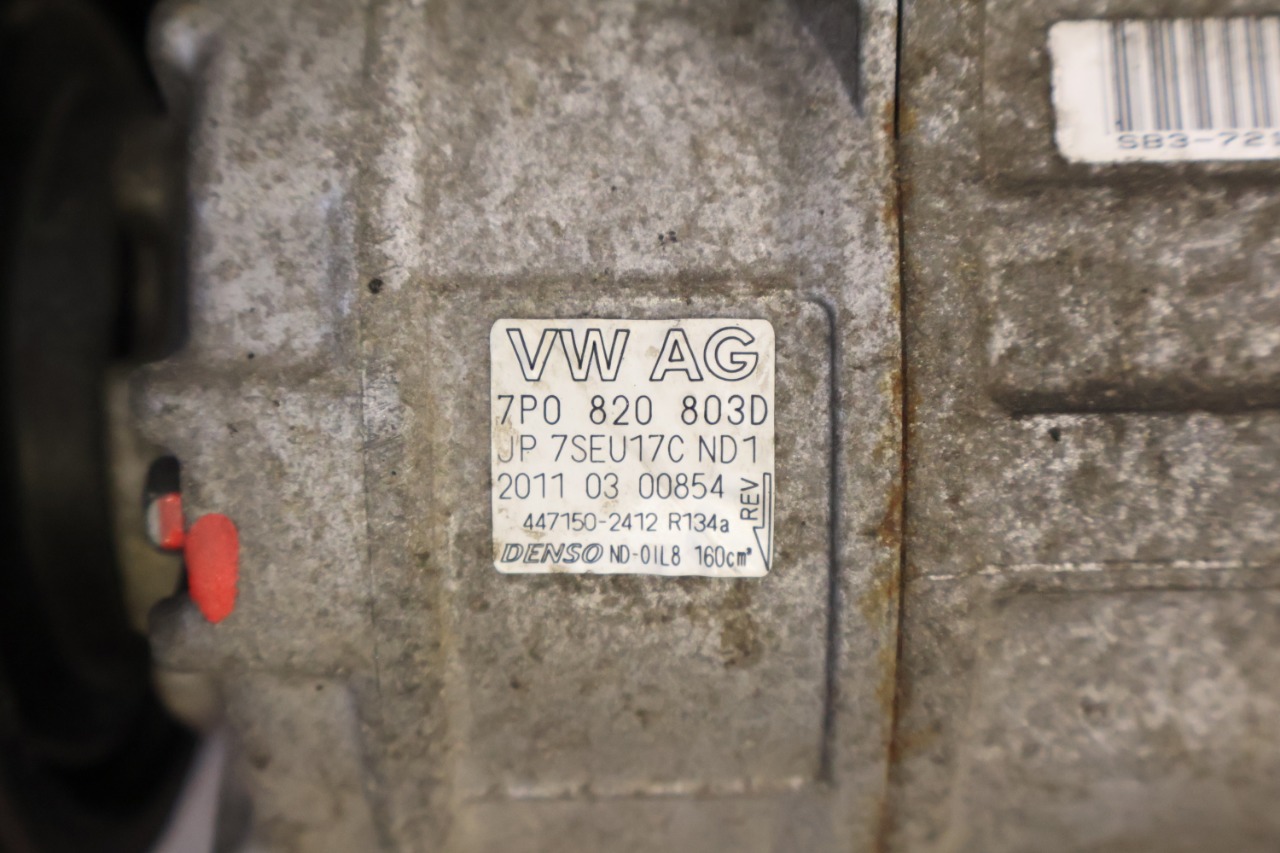 SB3-721
VW AG
7P0 820 803D
JP 7SEU17C ND1
2011 03 00854
REV
447150-2412 R134a
DENSO ND-OIL8 160cm³